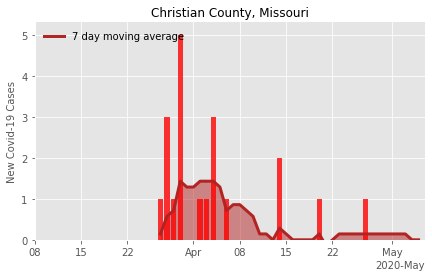 Christian County, Missouri
7 day moving average
New Covid-19 Cases
5
4
3
2
1
0
08 15 22 Apr 08 15 22 May
2020-May